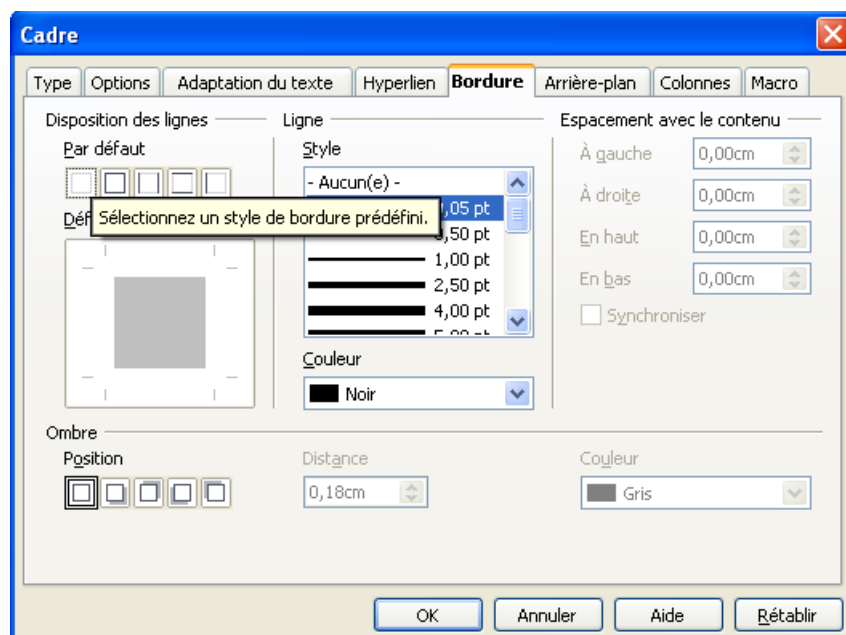 Cadre
Type Options Adaptation du texte Hyperlien Bordure Arrière-plan Colonnes Macro
Disposition des lignes Ligne Espacement avec le contenu
Par défaut Style À gauche 0,00cm
- Aucun(e) -
,05 pt À droite 0,00cm
Déf Sélectionnez un style de bordure prédéfini.
,50 pt En haut 0,00cm
1,00 pt
2,50 pt En bas 0,00cm
4,00 pt Synchroniser
Couleur
Noir
Ombre
Position Distance Couleur
0,18cm Gris
OK Annuler Aide Rétablir